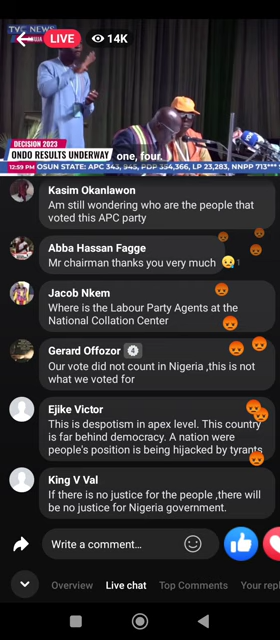 TVC NEWS
LIVE
14K
DECISION 2023
ONDO RESULTS UNDERWAY
one, four.
12:59 PM OSUN STATE: APC 343,945, PDP 354,366, LP 23,283, NNPP 713***
Kasim Okanlawon
Am still wondering who are the people that
voted this APC party
Abba Hassan Fagge
Mr chairman thanks you very much 😢 1
Jacob Nkem
Where is the Labour Party Agents at the
National Collation Center
Gerard Offozor
Our vote did not count in Nigeria ,this is not
what we voted for
Ejike Victor
This is despotism in apex level. This country
is far behind democracy. A nation were
people's position is being hijacked by tyrants
King V Val
If there is no justice for the people ,there will
be no justice for Nigeria government.
Write a comment...
Overview Live chat Top Comments Your repl